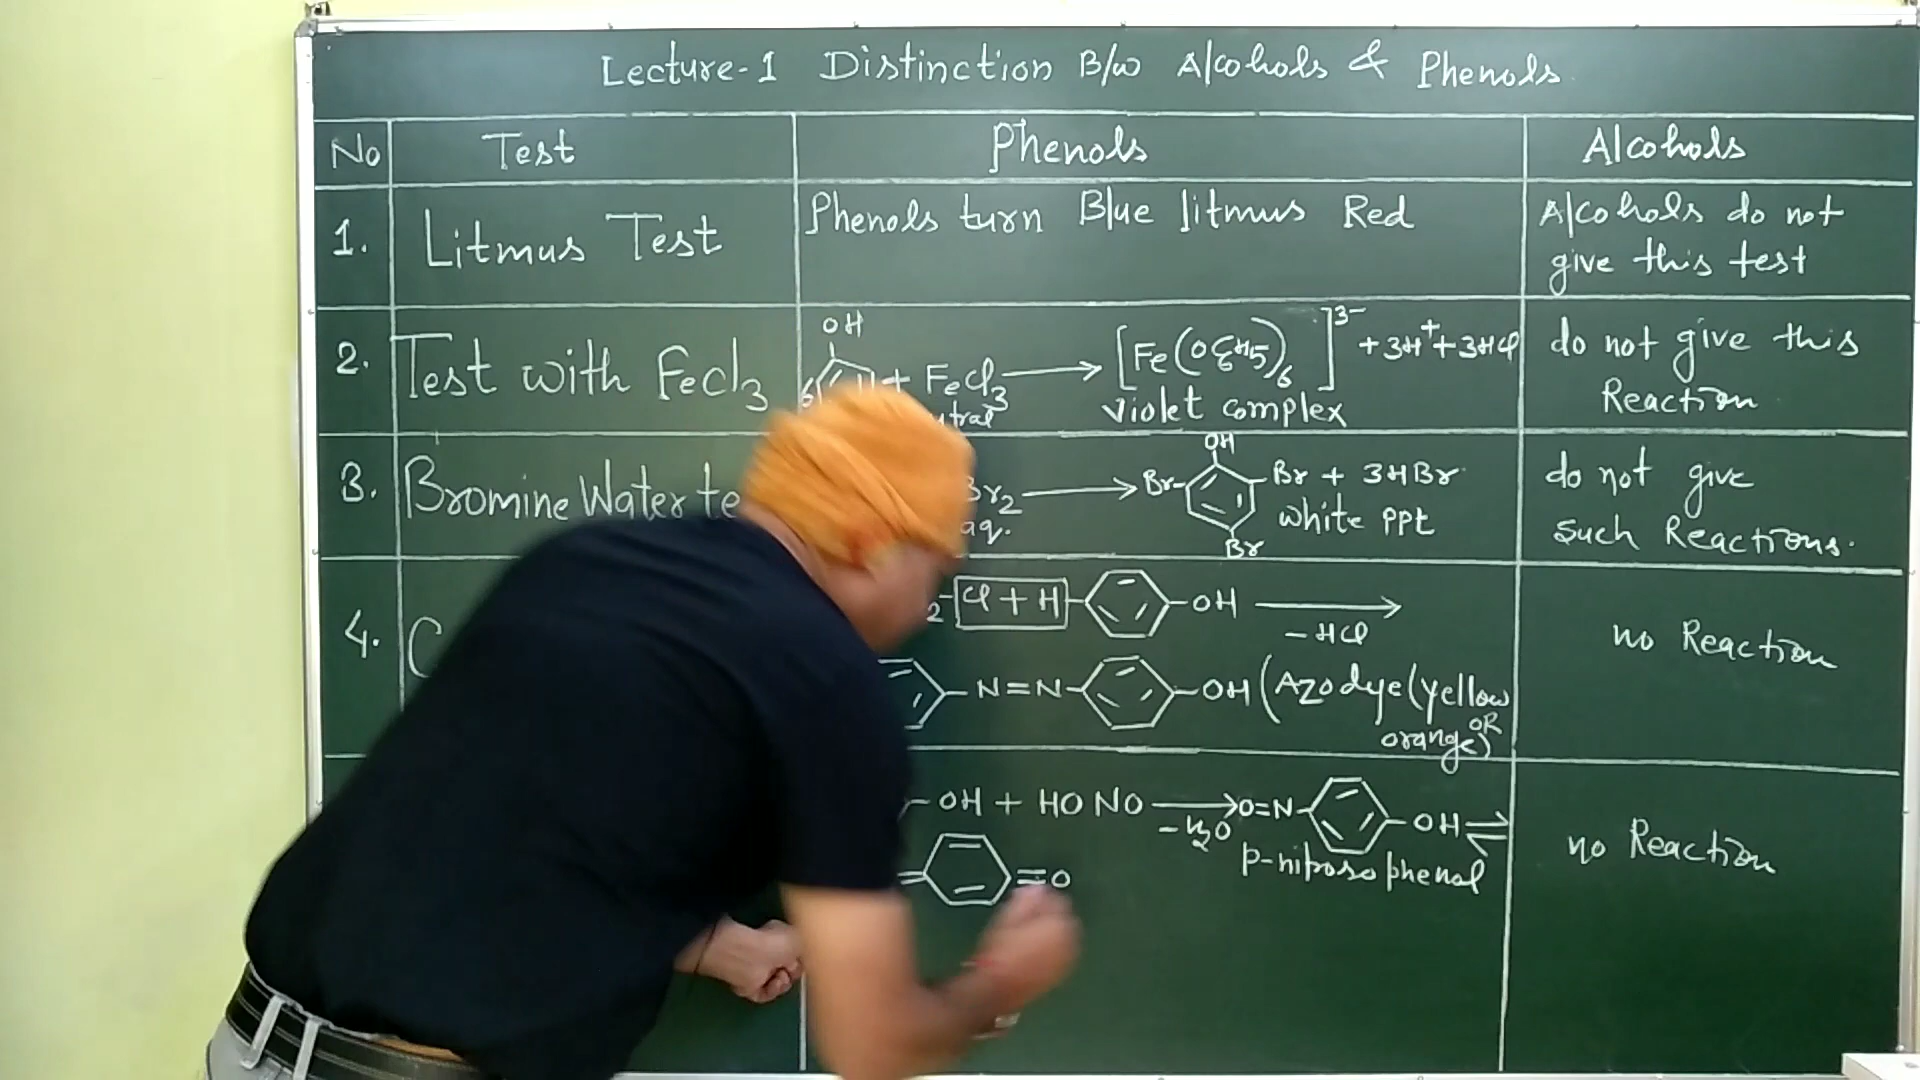 Lecture-1 Distinction B/w Alcohols & Phenols
No Test Phenols Alcohols
1. Litmus Test Phenols turn Blue litmus Red Alcohols do not
give this test
OH
2. Test with FeCl3 6 + FeCl3 → [Fe(OC6H5)6]3- + 3H+ + 3HCl do not give this
violet complex Reaction
OH
3. Bromine Water Br2 → Br- -Br + 3HBr do not give
aq. white ppt such Reactions.
Br
4. 2-Cl + H- -OH → no Reaction
-HCl
-N=N- -OH (Azodye (yellow
OR
orange)
-OH + HO NO → O=N- -OH ⇌ no Reaction
-H2O
=O p-nitroso phenol